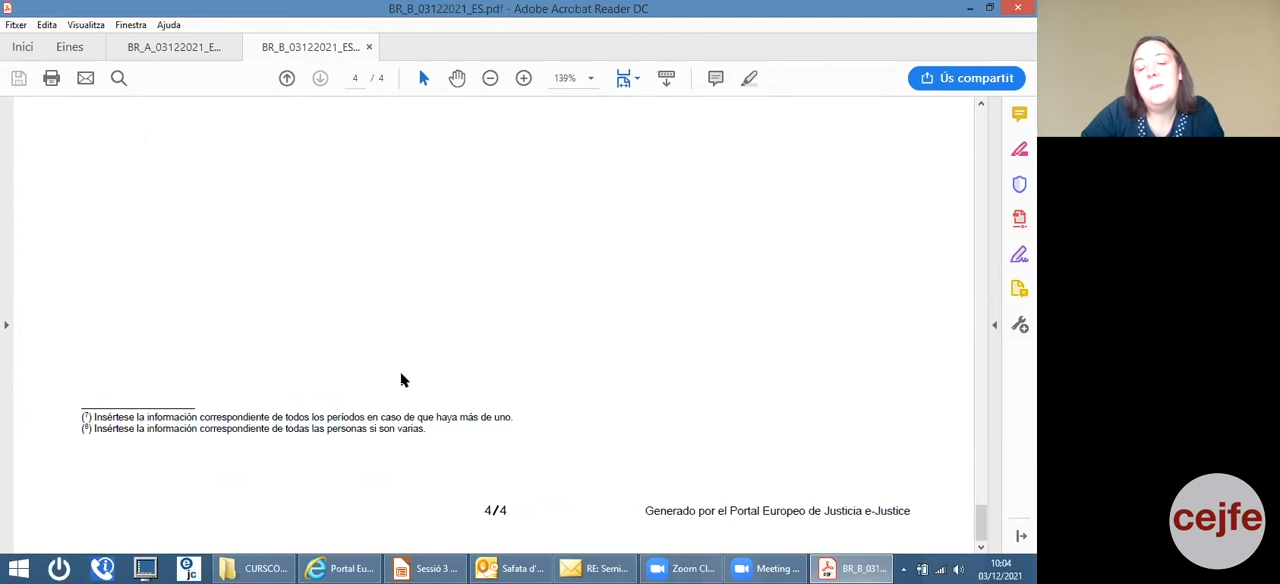 BR_B_03122021_ES.pdf - Adobe Acrobat Reader DC
Fitxer Edita Visualitza Finestra Ajuda
Inici Eines BR_A_03122021_E... BR_B_03122021_ES... ×
4 / 4 139% Ús compartit
(7) Insértese la información correspondiente de todos los períodos en caso de que haya más de uno.
(8) Insértese la información correspondiente de todas las personas si son varias.
4/4 Generado por el Portal Europeo de Justicia e-Justice
cejfe
CURSCO... Portal Eu... Sessió 3 ... Safata d'... RE: Semi... Zoom Cl... Meeting ... BR_B_031...
10:04
03/12/2021